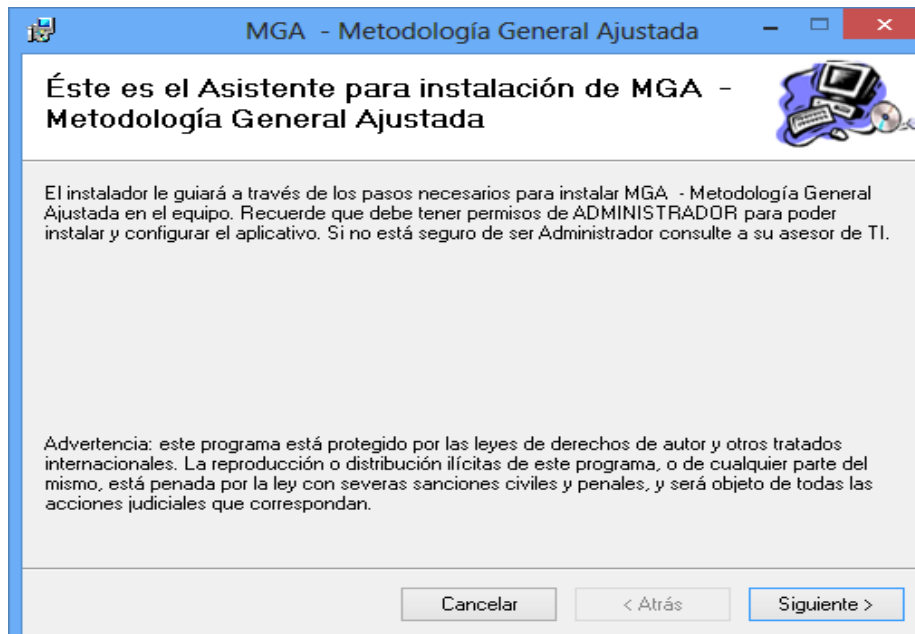 MGA - Metodología General Ajustada
Éste es el Asistente para instalación de MGA -
Metodología General Ajustada
El instalador le guiará a través de los pasos necesarios para instalar MGA - Metodología General
Ajustada en el equipo. Recuerde que debe tener permisos de ADMINISTRADOR para poder
instalar y configurar el aplicativo. Si no está seguro de ser Administrador consulte a su asesor de TI.
Advertencia: este programa está protegido por las leyes de derechos de autor y otros tratados
internacionales. La reproducción o distribución ilícitas de este programa, o de cualquier parte del
mismo, está penada por la ley con severas sanciones civiles y penales, y será objeto de todas las
acciones judiciales que correspondan.
Cancelar
< Atrás
Siguiente >